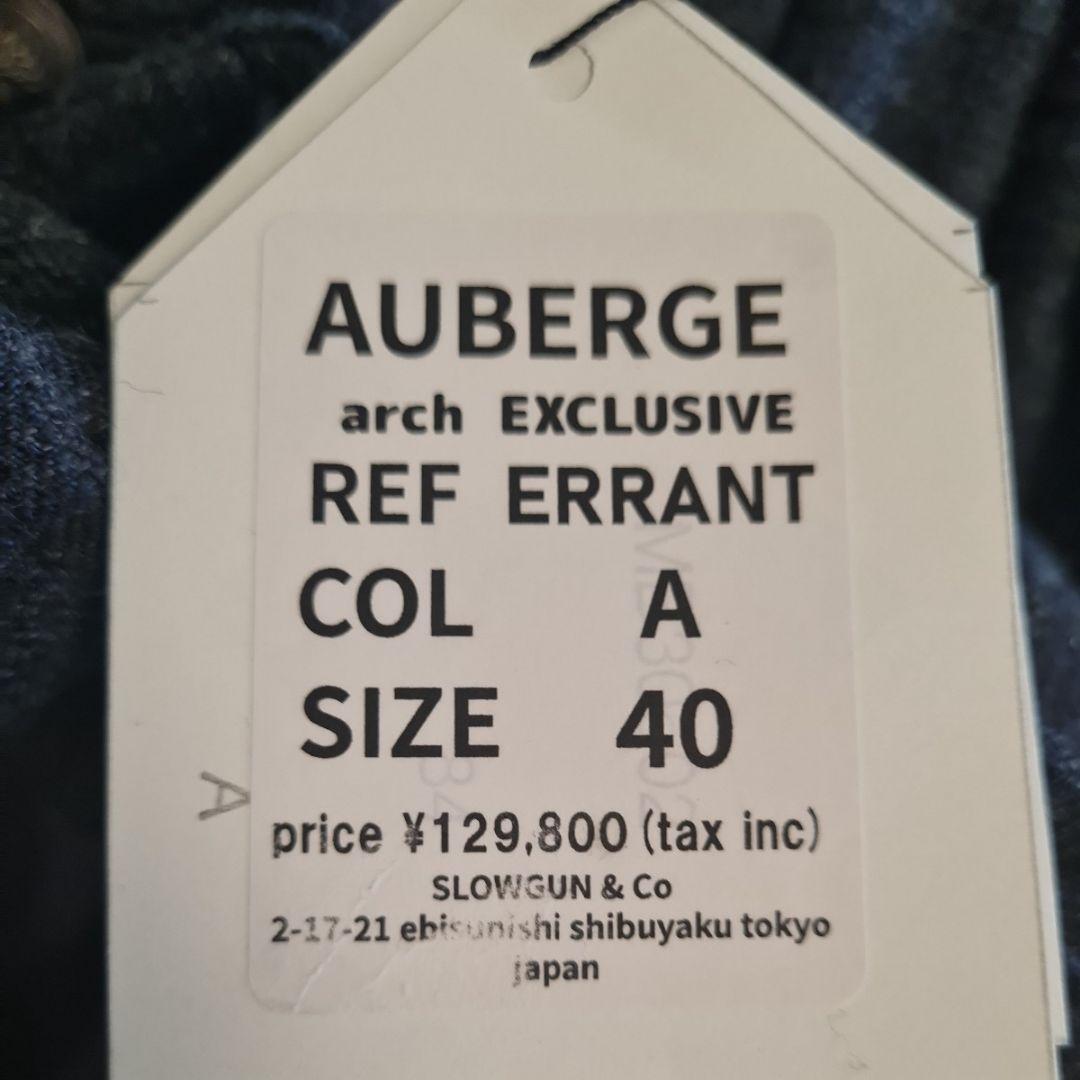 AUBERGE
arch EXCLUSIVE
REF ERRANT
COL A
SIZE 40
A
price ¥129,800 (tax inc)
SLOWGUN & Co
2-17-21 ebisunishi shibuyaku tokyo
japan